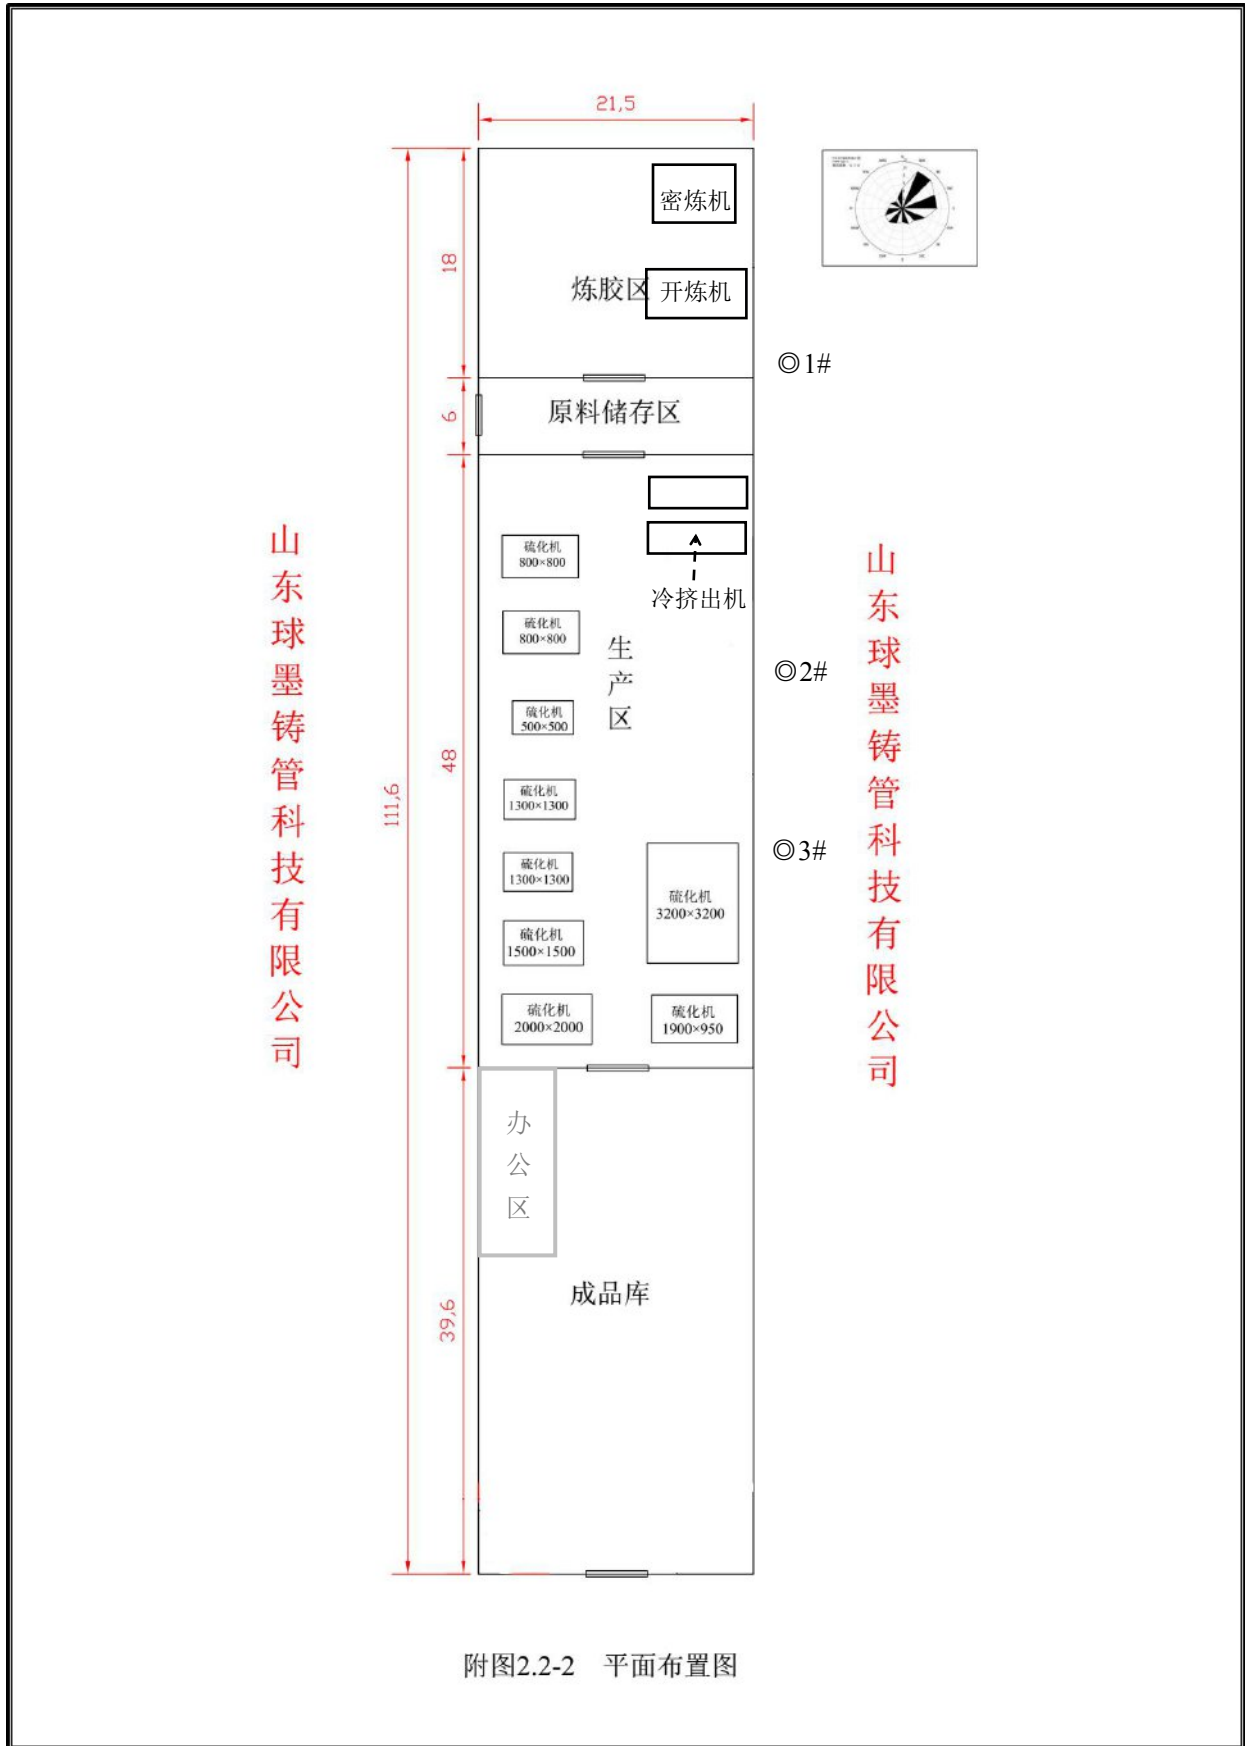 21,5
密炼机
18
炼胶区
开炼机
◎1#
6
原料储存区
硫化机
800×800
冷挤出机
硫化机
800×800
生产区
◎2#
硫化机
500×500
48
111,6
硫化机
1300×1300
◎3#
硫化机
1300×1300
硫化机
3200×3200
硫化机
1500×1500
硫化机
2000×2000
硫化机
1900×950
山东球墨铸管科技有限公司
山东球墨铸管科技有限公司
办公区
成品库
39,6
附图2.2-2 平面布置图